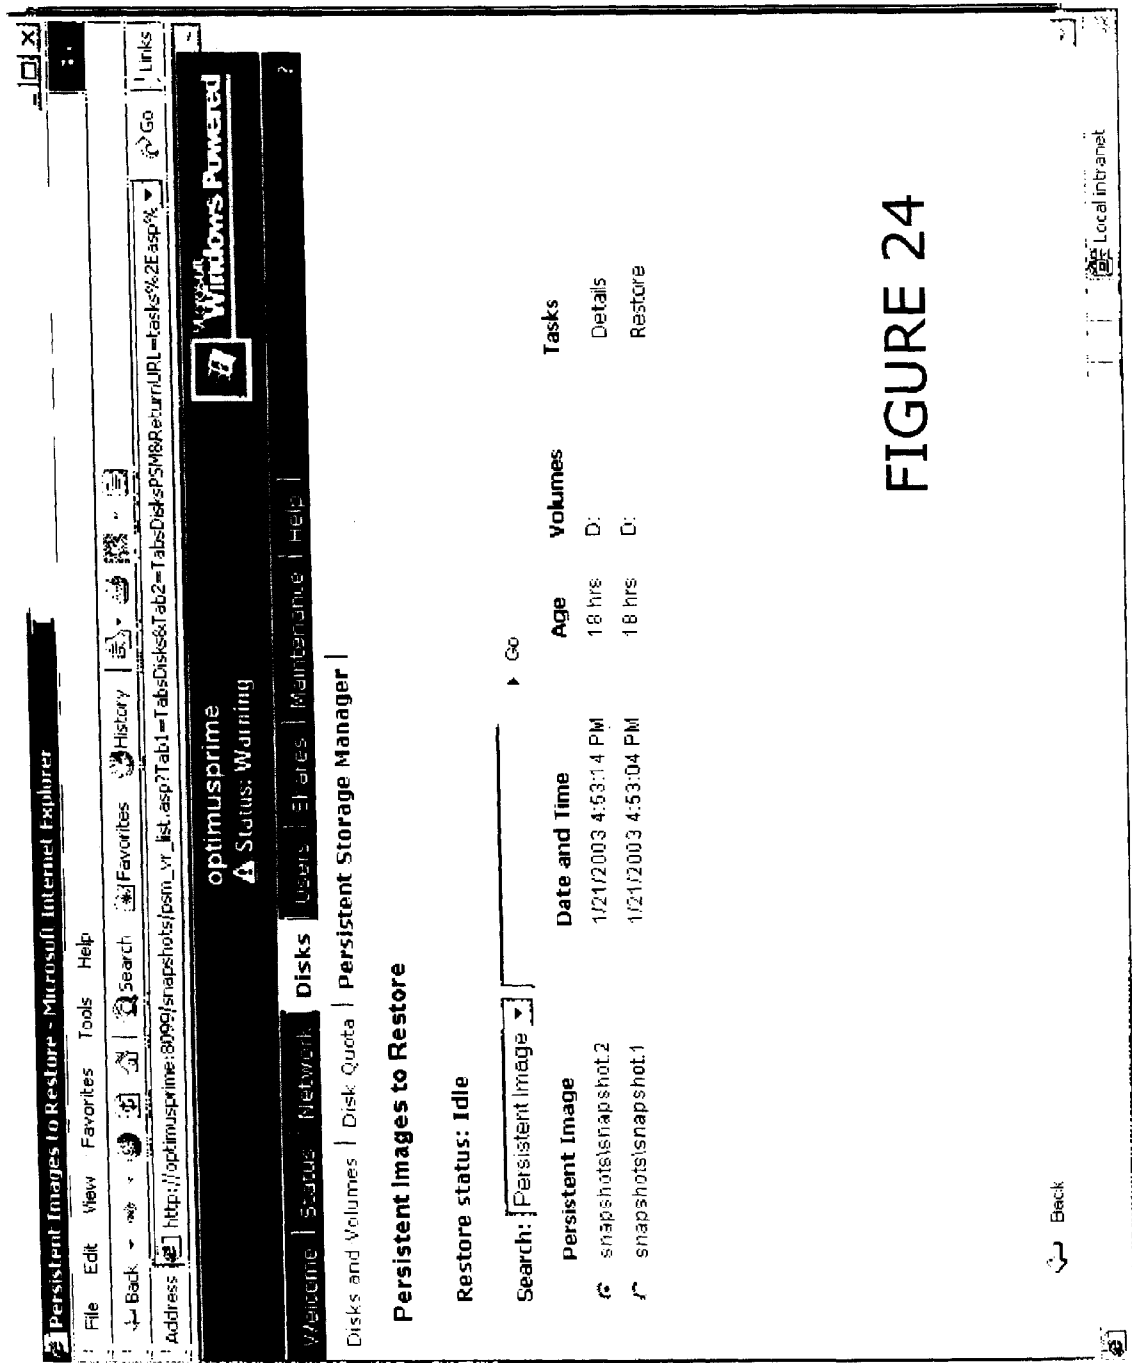 Persistent Images to Restore - Microsoft Internet Explorer
File Edit View Favorites Tools Help
Back Search Favorites History
Address http://optimusprime:8099/snapshots/psm_vr_list.asp?Tab1=TabsDisks&Tab2=TabsDisksPSM&ReturnURL=tasks%2Easp% Go Links
optimusprime
Status: Warning
Microsoft
Windows Powered
Welcome | Status | Network | Disks | Users | Shares | Maintenance | Help | ?
Disks and Volumes | Disk Quota | Persistent Storage Manager |
Persistent Images to Restore
Restore status: Idle
Search: Persistent Image Go
Persistent Image Date and Time Age Volumes Tasks
snapshots\snapshot.2 1/21/2003 4:53:14 PM 18 hrs D: Details
snapshots\snapshot.1 1/21/2003 4:53:04 PM 18 hrs D: Restore
Back
Local intranet
FIGURE 24